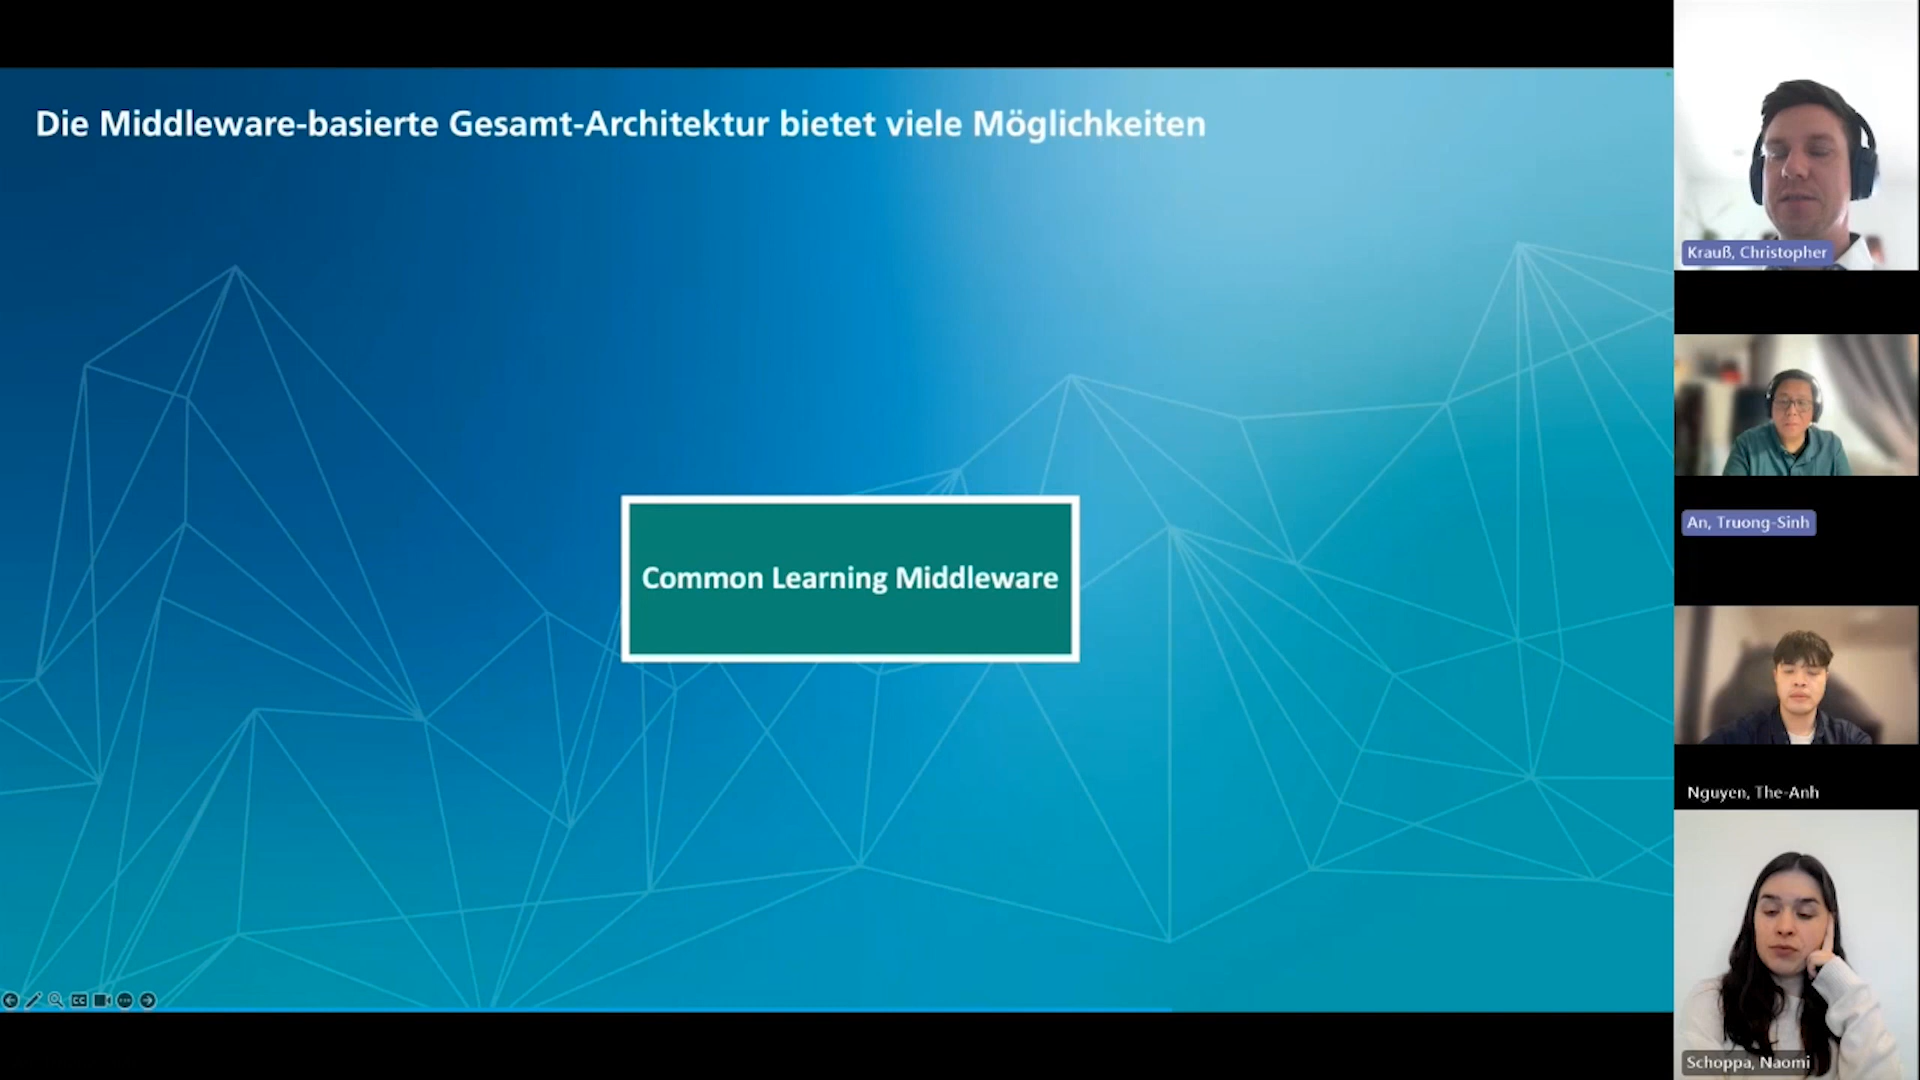 Die Middleware-basierte Gesamt-Architektur bietet viele Möglichkeiten
Common Learning Middleware
CC
Krauß, Christopher
An, Truong-Sinh
Nguyen, The-Anh
Schoppa, Naomi